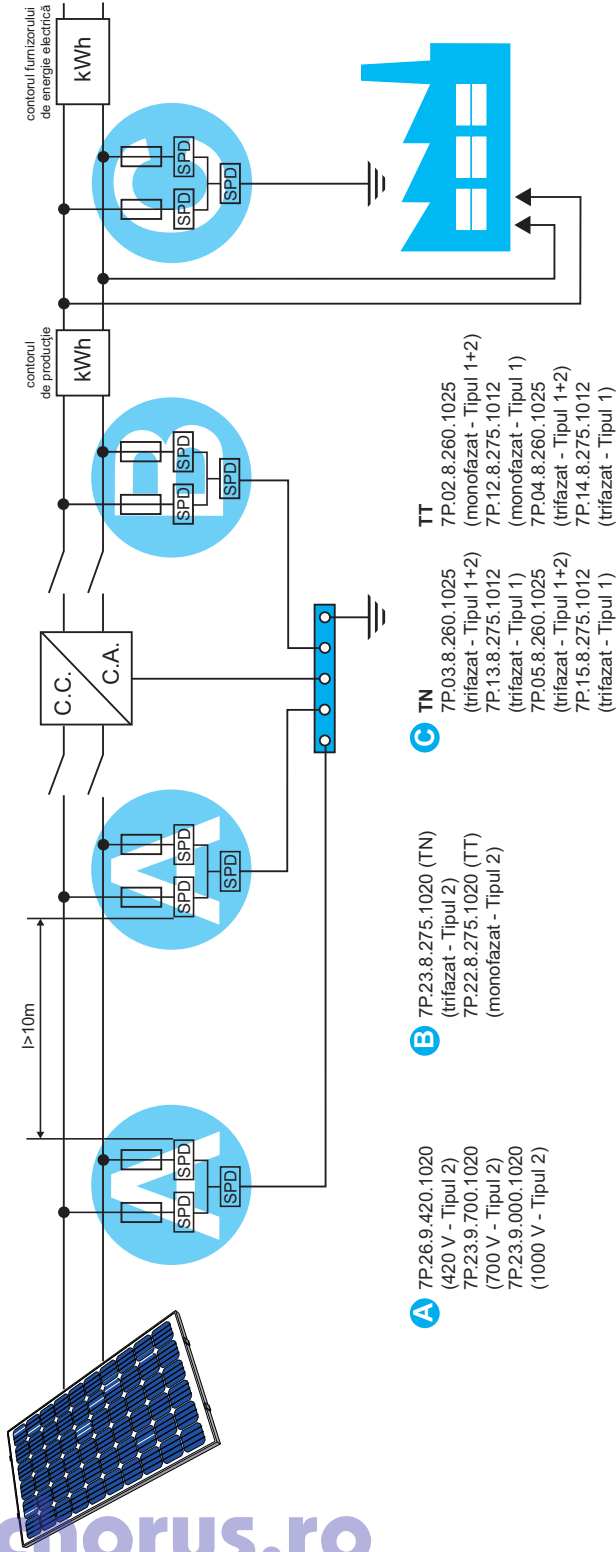 l>10m
C.C.
C.A.
contorul
de producție
kWh
contorul furnizorului
de energie electrică
kWh
A
SPD
SPD
SPD
A
SPD
SPD
SPD
B
SPD
SPD
SPD
C
SPD
SPD
SPD
A 7P.26.9.420.1020
(420 V - Tipul 2)
7P.23.9.700.1020
(700 V - Tipul 2)
7P.23.9.000.1020
(1000 V - Tipul 2)
B 7P.23.8.275.1020 (TN)
(trifazat - Tipul 2)
7P.22.8.275.1020 (TT)
(monofazat - Tipul 2)
C TN
7P.03.8.260.1025
(trifazat - Tipul 1+2)
7P.13.8.275.1012
(trifazat - Tipul 1)
7P.05.8.260.1025
(trifazat - Tipul 1+2)
7P.15.8.275.1012
(trifazat - Tipul 1)
TT
7P.02.8.260.1025
(monofazat - Tipul 1+2)
7P.12.8.275.1012
(monofazat - Tipul 1)
7P.04.8.260.1025
(trifazat - Tipul 1+2)
7P.14.8.275.1012
(trifazat - Tipul 1)
chorus.ro